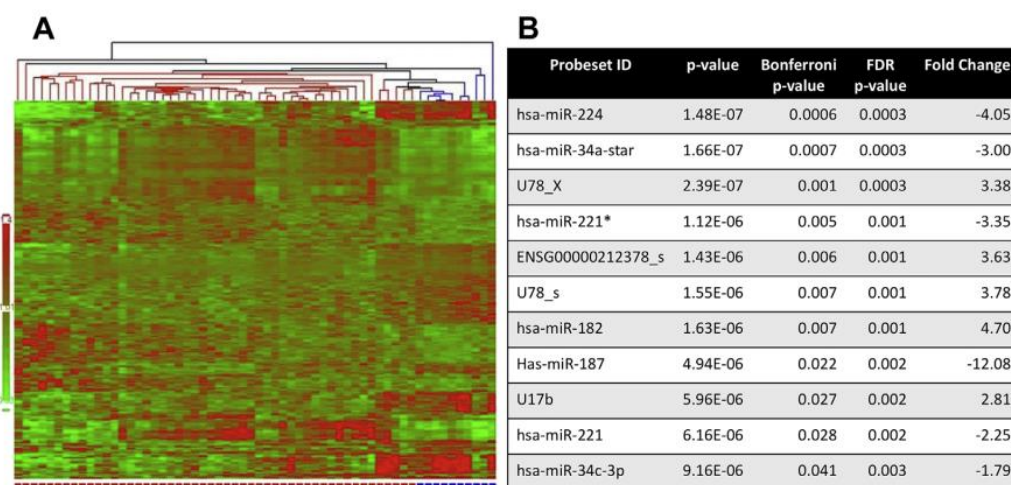 A
B
Probeset ID p-value Bonferroni p-value FDR p-value Fold Change
hsa-miR-224 1.48E-07 0.0006 0.0003 -4.05
hsa-miR-34a-star 1.66E-07 0.0007 0.0003 -3.00
U78_X 2.39E-07 0.001 0.0003 3.38
hsa-miR-221* 1.12E-06 0.005 0.001 -3.35
ENSG00000212378_s 1.43E-06 0.006 0.001 3.63
U78_s 1.55E-06 0.007 0.001 3.78
hsa-miR-182 1.63E-06 0.007 0.001 4.70
Has-miR-187 4.94E-06 0.022 0.002 -12.08
U17b 5.96E-06 0.027 0.002 2.81
hsa-miR-221 6.16E-06 0.028 0.002 -2.25
hsa-miR-34c-3p 9.16E-06 0.041 0.003 -1.79